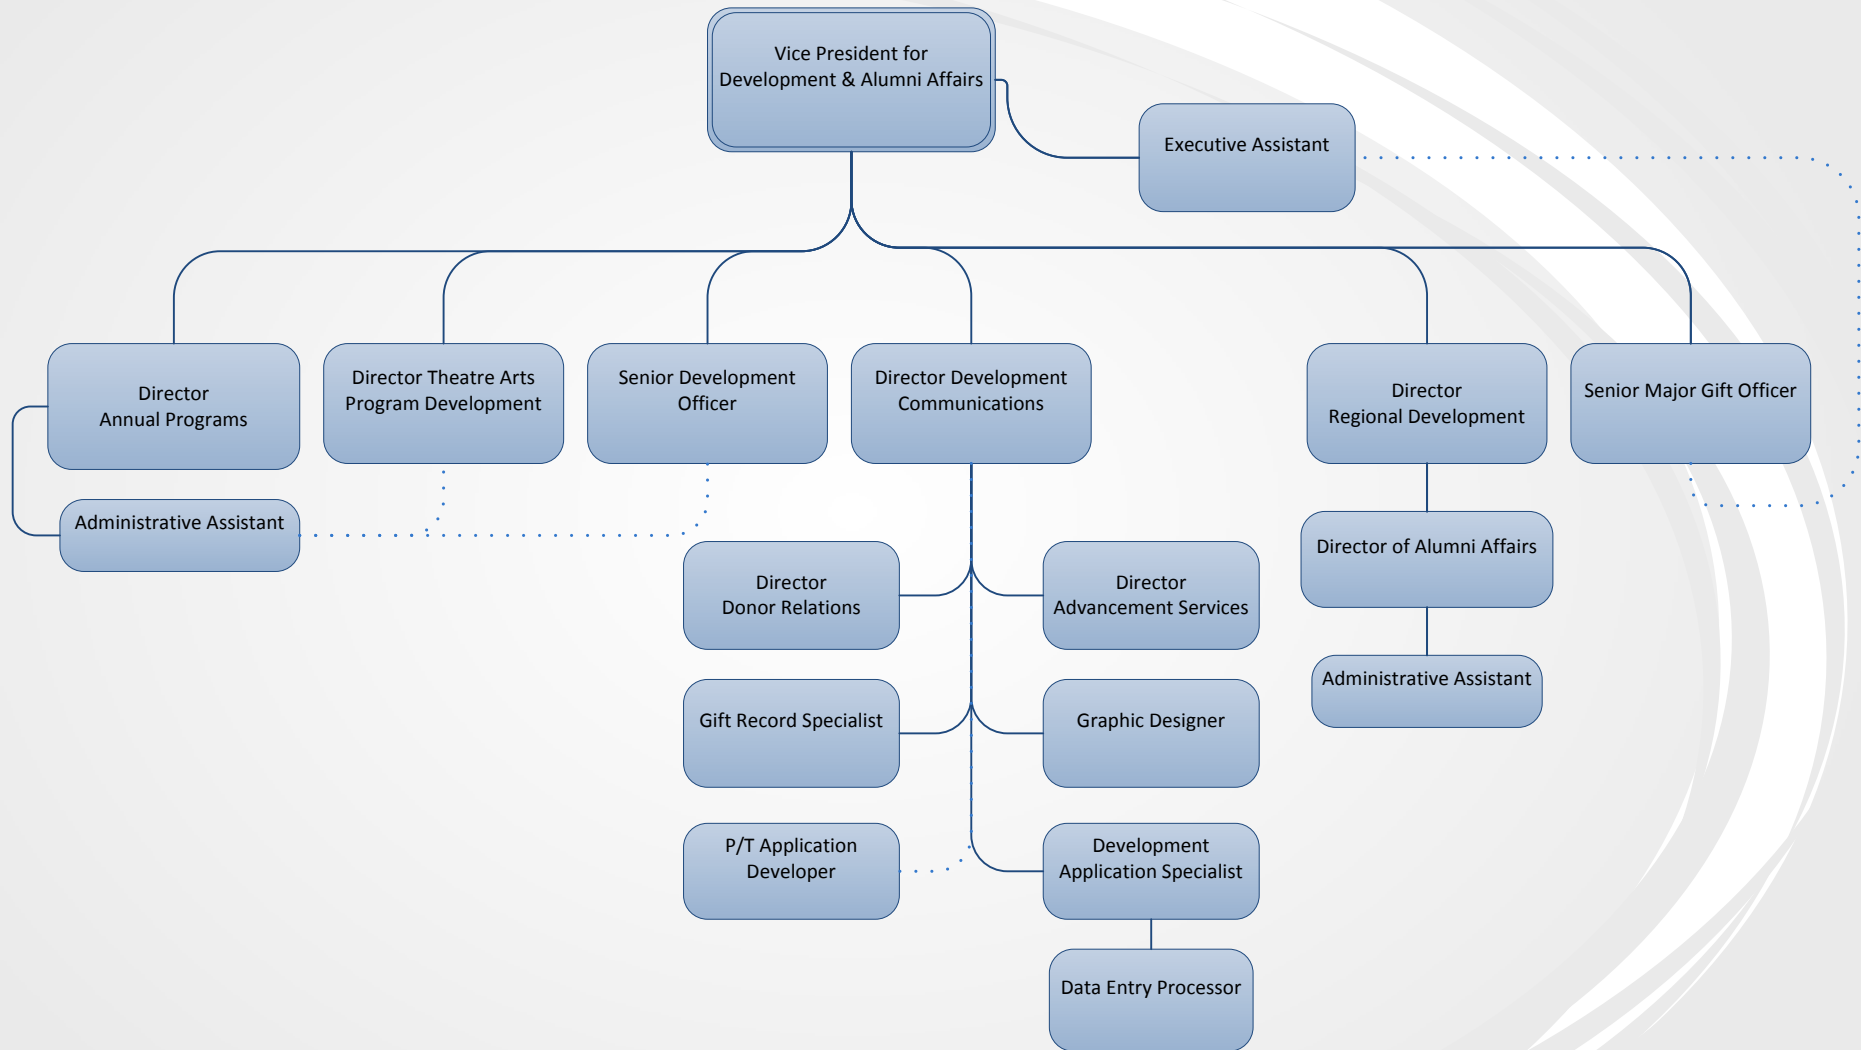 Vice President for
Development & Alumni Affairs
Executive Assistant
Director
Annual Programs
Director Theatre Arts
Program Development
Senior Development
Officer
Director Development
Communications
Director
Regional Development
Senior Major Gift Officer
Administrative Assistant
Director of Alumni Affairs
Director
Donor Relations
Director
Advancement Services
Administrative Assistant
Gift Record Specialist
Graphic Designer
P/T Application
Developer
Development
Application Specialist
Data Entry Processor